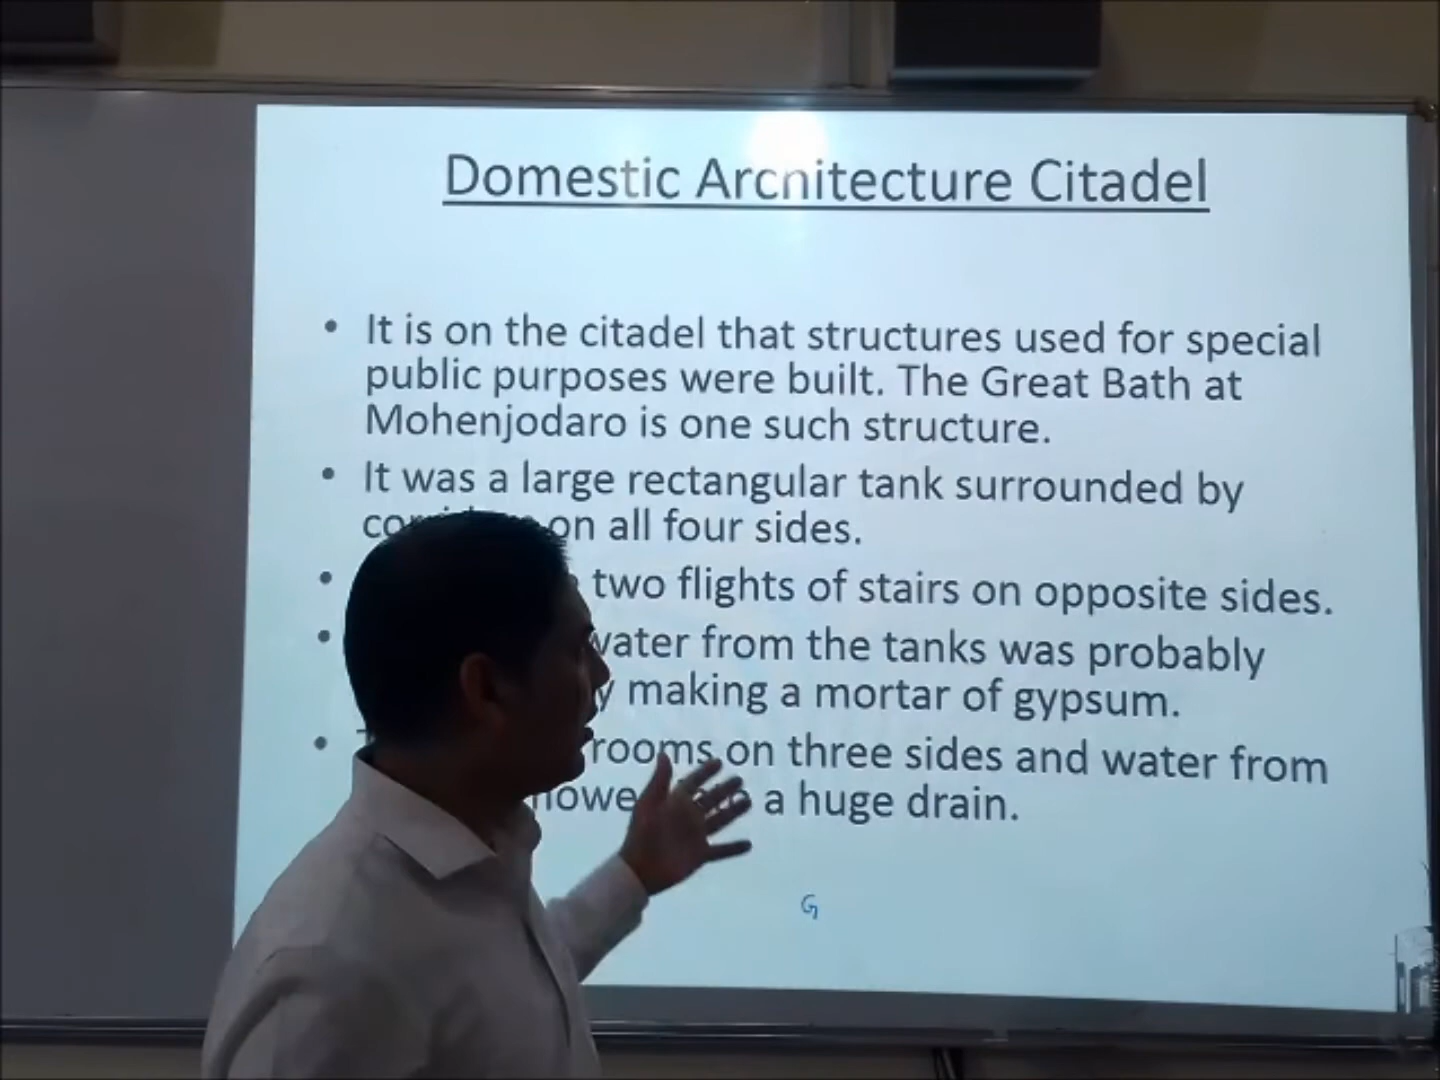 Domestic Architecture Citadel
• It is on the citadel that structures used for special
public purposes were built. The Great Bath at
Mohenjodaro is one such structure.
• It was a large rectangular tank surrounded by
on all four sides.
• two flights of stairs on opposite sides.
• water from the tanks was probably
making a mortar of gypsum.
• rooms on three sides and water from
a huge drain.
G